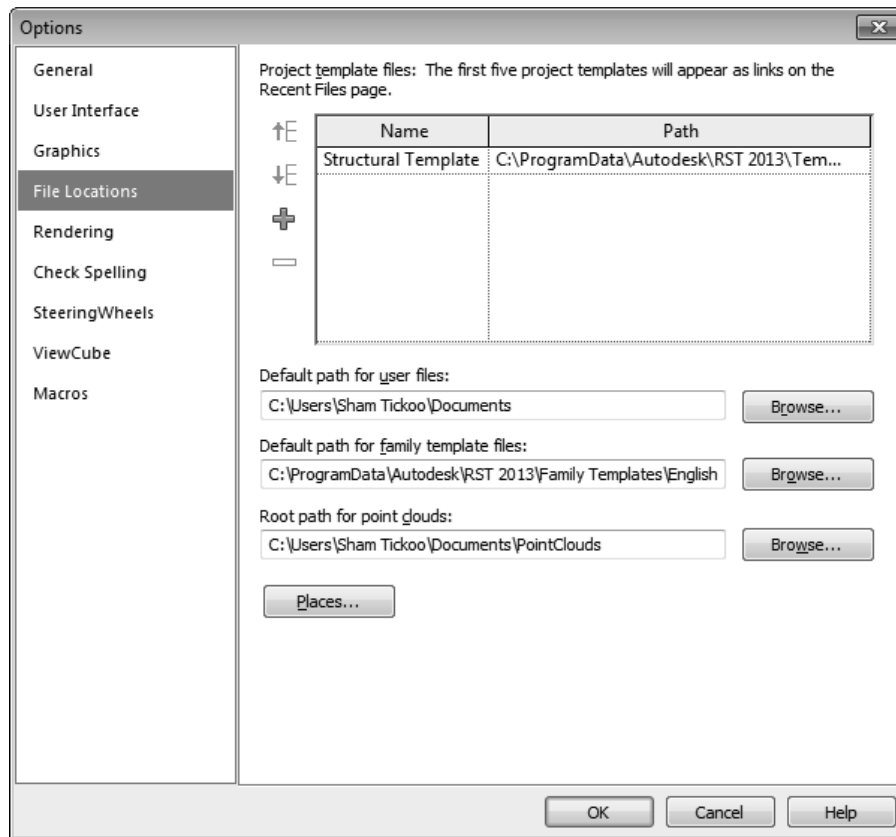 Options
General
User Interface
Graphics
File Locations
Rendering
Check Spelling
SteeringWheels
ViewCube
Macros
Project template files: The first five project templates will appear as links on the
Recent Files page.
Name Path
Structural Template C:\ProgramData\Autodesk\RST 2013\Tem...
Default path for user files:
C:\Users\Sham Tickoo\Documents Browse...
Default path for family template files:
C:\ProgramData\Autodesk\RST 2013\Family Templates\English Browse...
Root path for point clouds:
C:\Users\Sham Tickoo\Documents\PointClouds Browse...
Places...
OK Cancel Help